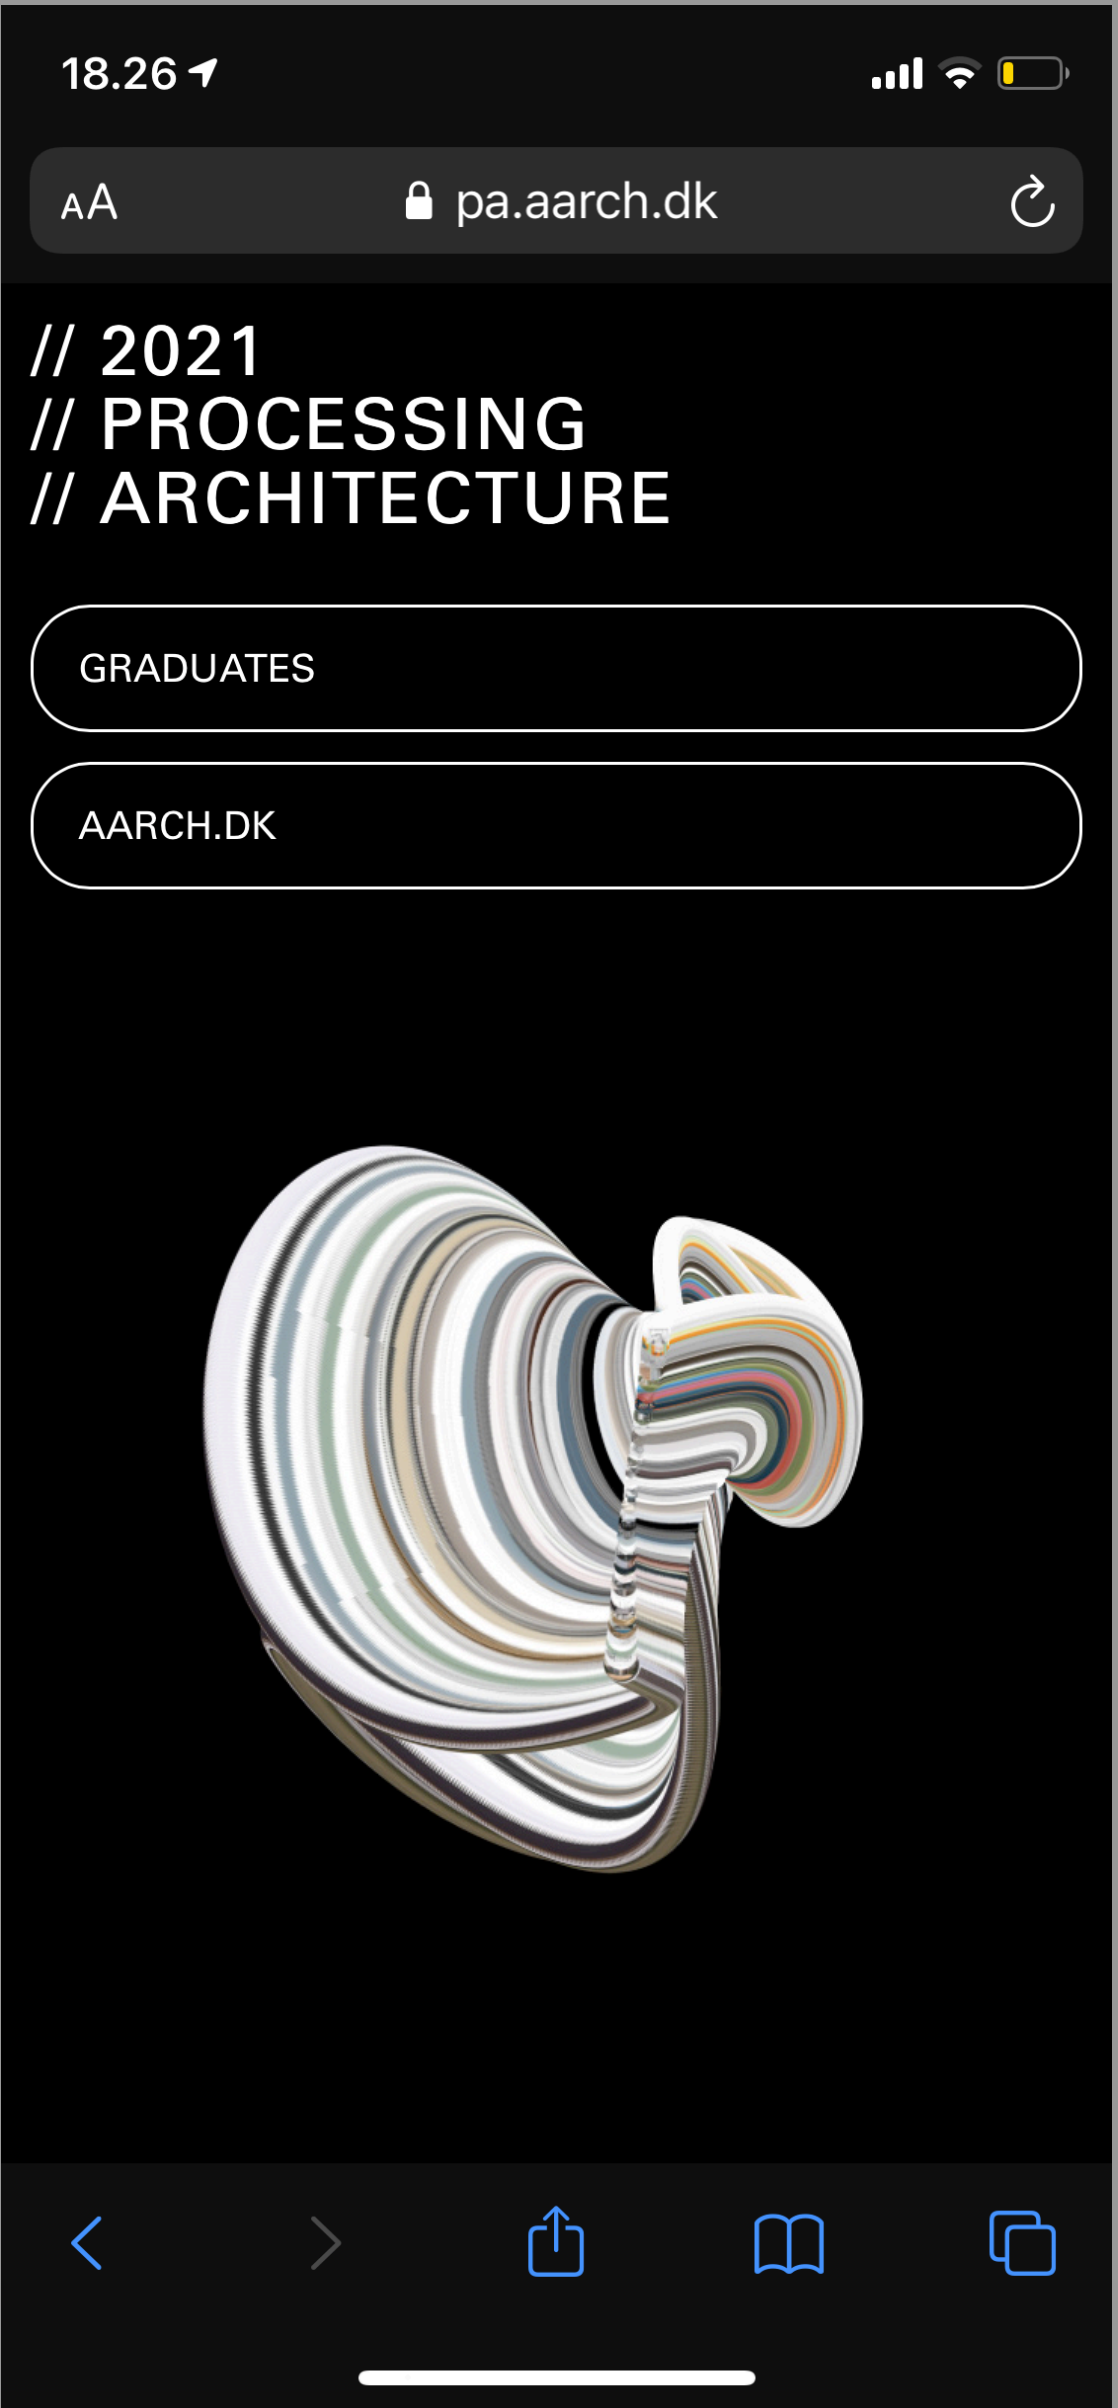 18.26
AA pa.aarch.dk
// 2021
// PROCESSING
// ARCHITECTURE
GRADUATES
AARCH.DK